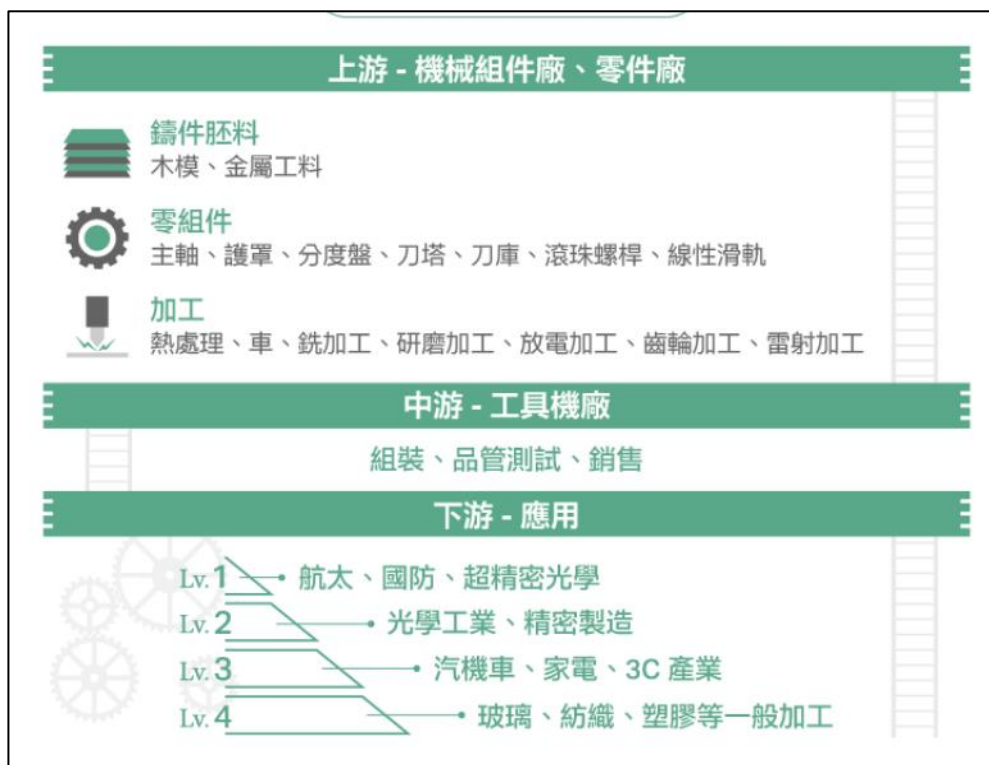 上游 - 機械組件廠、零件廠
鑄件胚料
木模、金屬工料
零組件
主軸、護罩、分度盤、刀塔、刀庫、滾珠螺桿、線性滑軌
加工
熱處理、車、銑加工、研磨加工、放電加工、齒輪加工、雷射加工
中游 - 工具機廠
組裝、品管測試、銷售
下游 - 應用
Lv. 1 航太、國防、超精密光學
Lv. 2 光學工業、精密製造
Lv. 3 汽機車、家電、3C 產業
Lv. 4 玻璃、紡織、塑膠等一般加工